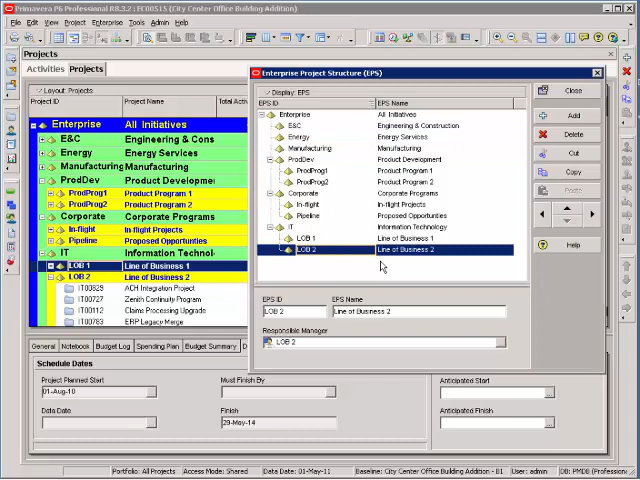 Primavera P6 Professional R8.3.2 : EC00515 (City Center Office Building Addition)
File Edit View Project Enterprise Tools Admin Help
Projects
Activities Projects
Layout: Projects
Project ID Project Name Total Activ
Enterprise All Initiatives
E&C Engineering & Cons
Energy Energy Services
Manufacturing Manufacturing
ProdDev Product Developme
ProdProg1 Product Program 1
ProdProg2 Product Program 2
Corporate Corporate Programs
In-flight In-flight Projects
Pipeline Proposed Opportuniti
IT Information Technol
LOB 1 Line of Business 1
LOB 2 Line of Business 2
IT00829 ACH Integration Project
IT00727 Zenith Continuity Program
IT00112 Claims Processing Upgrade
IT00783 ERP Legacy Merge
General Notebook Budget Log Spending Plan Budget Summary D
Schedule Dates
Project Planned Start Must Finish By Anticipated Start
01-Aug-10
Data Date Finish Anticipated Finish
29-May-14
Portfolio: All Projects Access Mode: Shared Data Date: 01-May-11 Baseline: City Center Office Building Addition - B1 User: admin DB: PMDB (Profession
Enterprise Project Structure (EPS)
Display: EPS
EPS ID EPS Name
Enterprise All Initiatives
E&C Engineering & Construction
Energy Energy Services
Manufacturing Manufacturing
ProdDev Product Development
ProdProg1 Product Program 1
ProdProg2 Product Program 2
Corporate Corporate Programs
In-flight In-flight Projects
Pipeline Proposed Opportunities
IT Information Technology
LOB 1 Line of Business 1
LOB 2 Line of Business 2
EPS ID EPS Name
LOB 2 Line of Business 2
Responsible Manager
LOB 2
Close
Add
Delete
Cut
Copy
Paste
Help